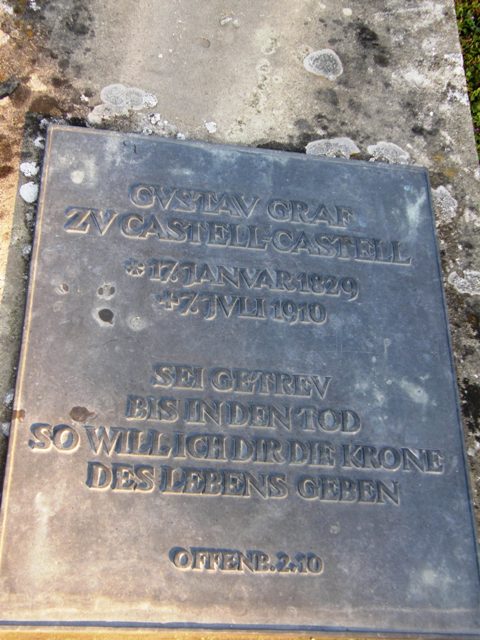 GVSTAV GRAF
ZV CASTELL-CASTELL
*17.JANVAR 1829
+7.JVLI 1910
SEI GETREV
BIS IN DEN TOD
SO WILL ICH DIR DIE KRONE
DES LEBENS GEBEN
OFFENB.2.10